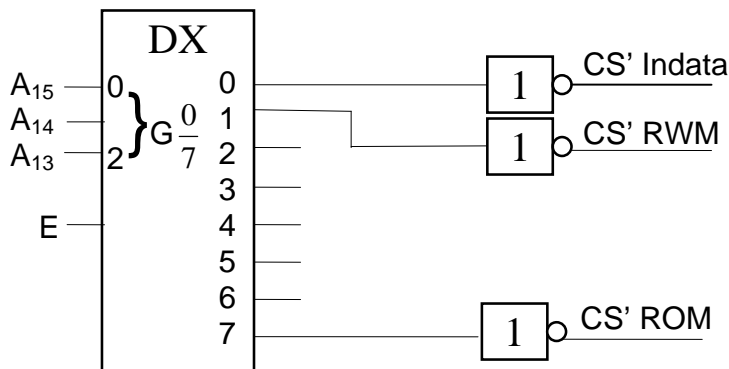 DX
A15 0 0 1 CS' Indata
A14 G 0/7 1
A13 2 2 1 CS' RWM
3
E 4
5
6
7 1 CS' ROM